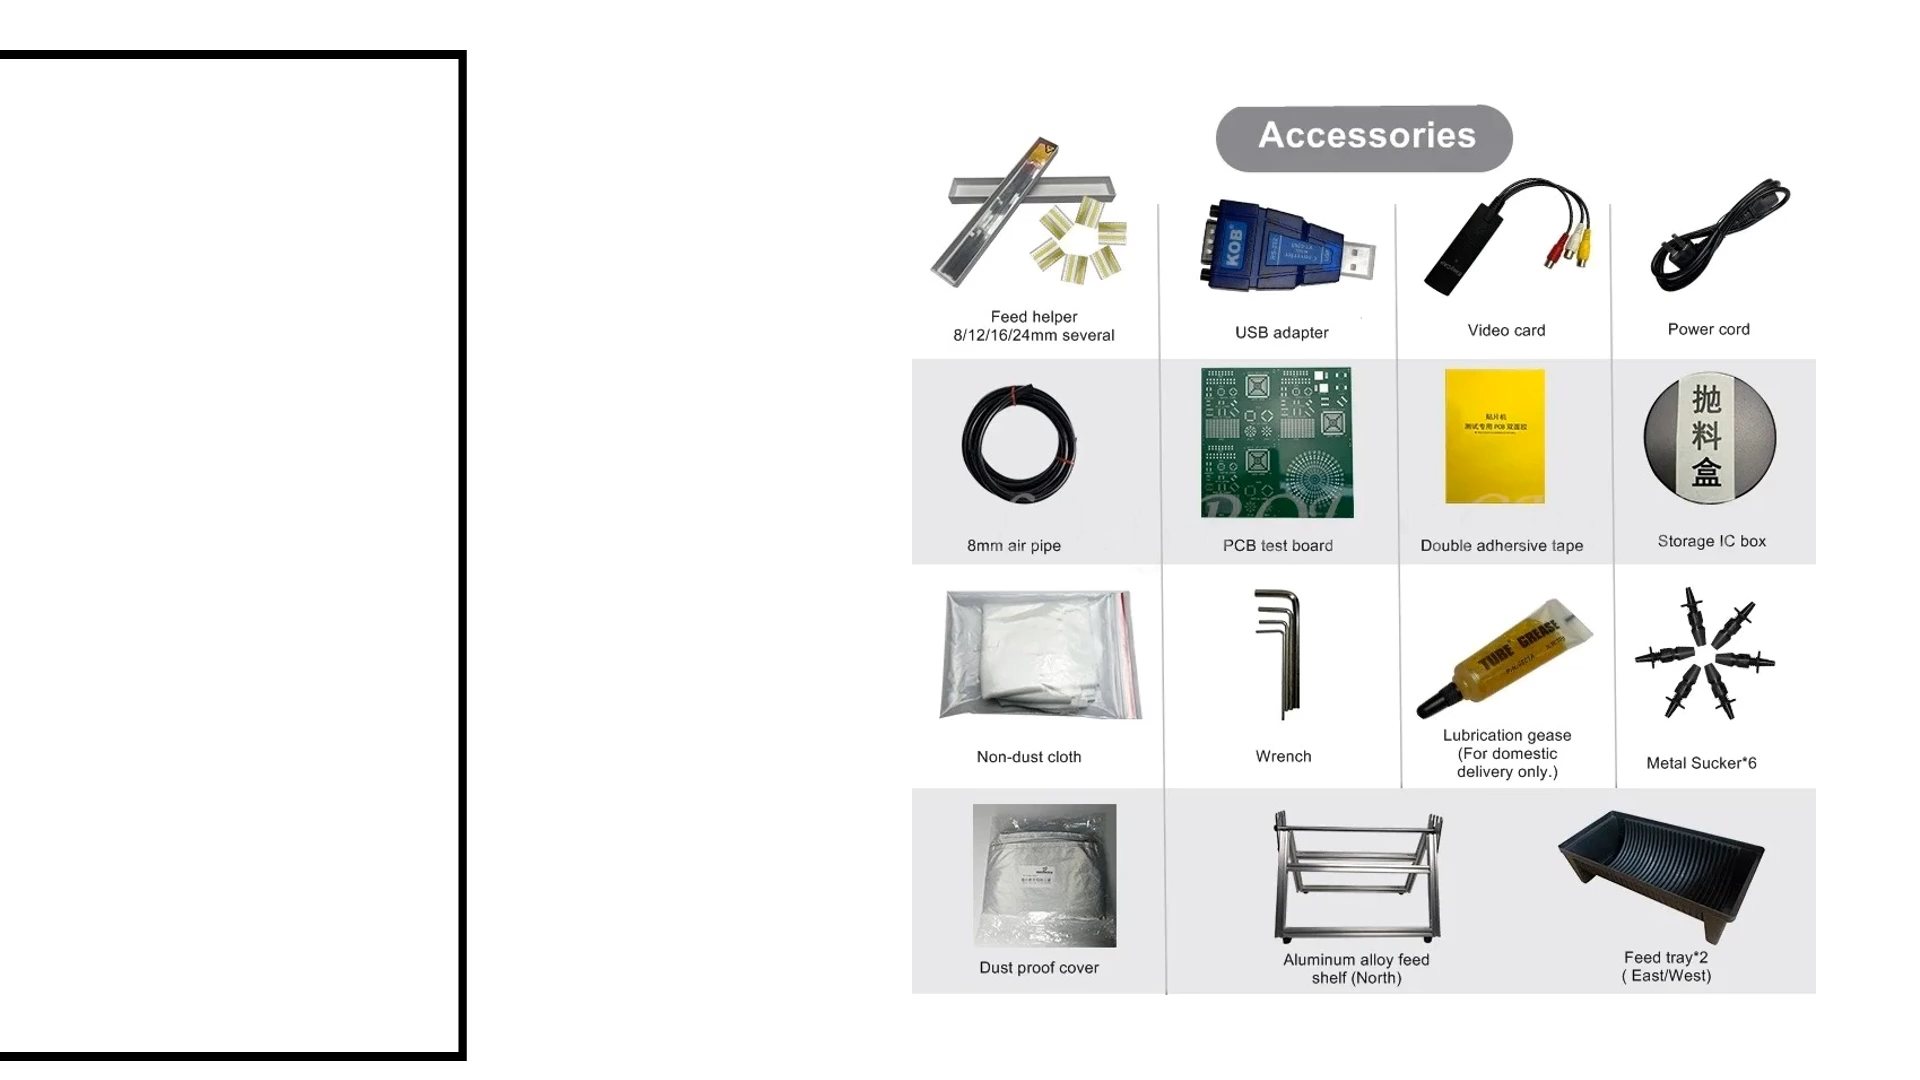 Accessories
KOB
Feed helper
8/12/16/24mm several
USB adapter
Video card
Power cord
贴片机
测试专用 PCB 双面胶
抛
料
盒
8mm air pipe
PCB test board
Double adhersive tape
Storage IC box
TUBE GREASE
Non-dust cloth
Wrench
Lubrication gease
(For domestic
delivery only.)
Metal Sucker*6
Dust proof cover
Aluminum alloy feed
shelf (North)
Feed tray*2
( East/West)